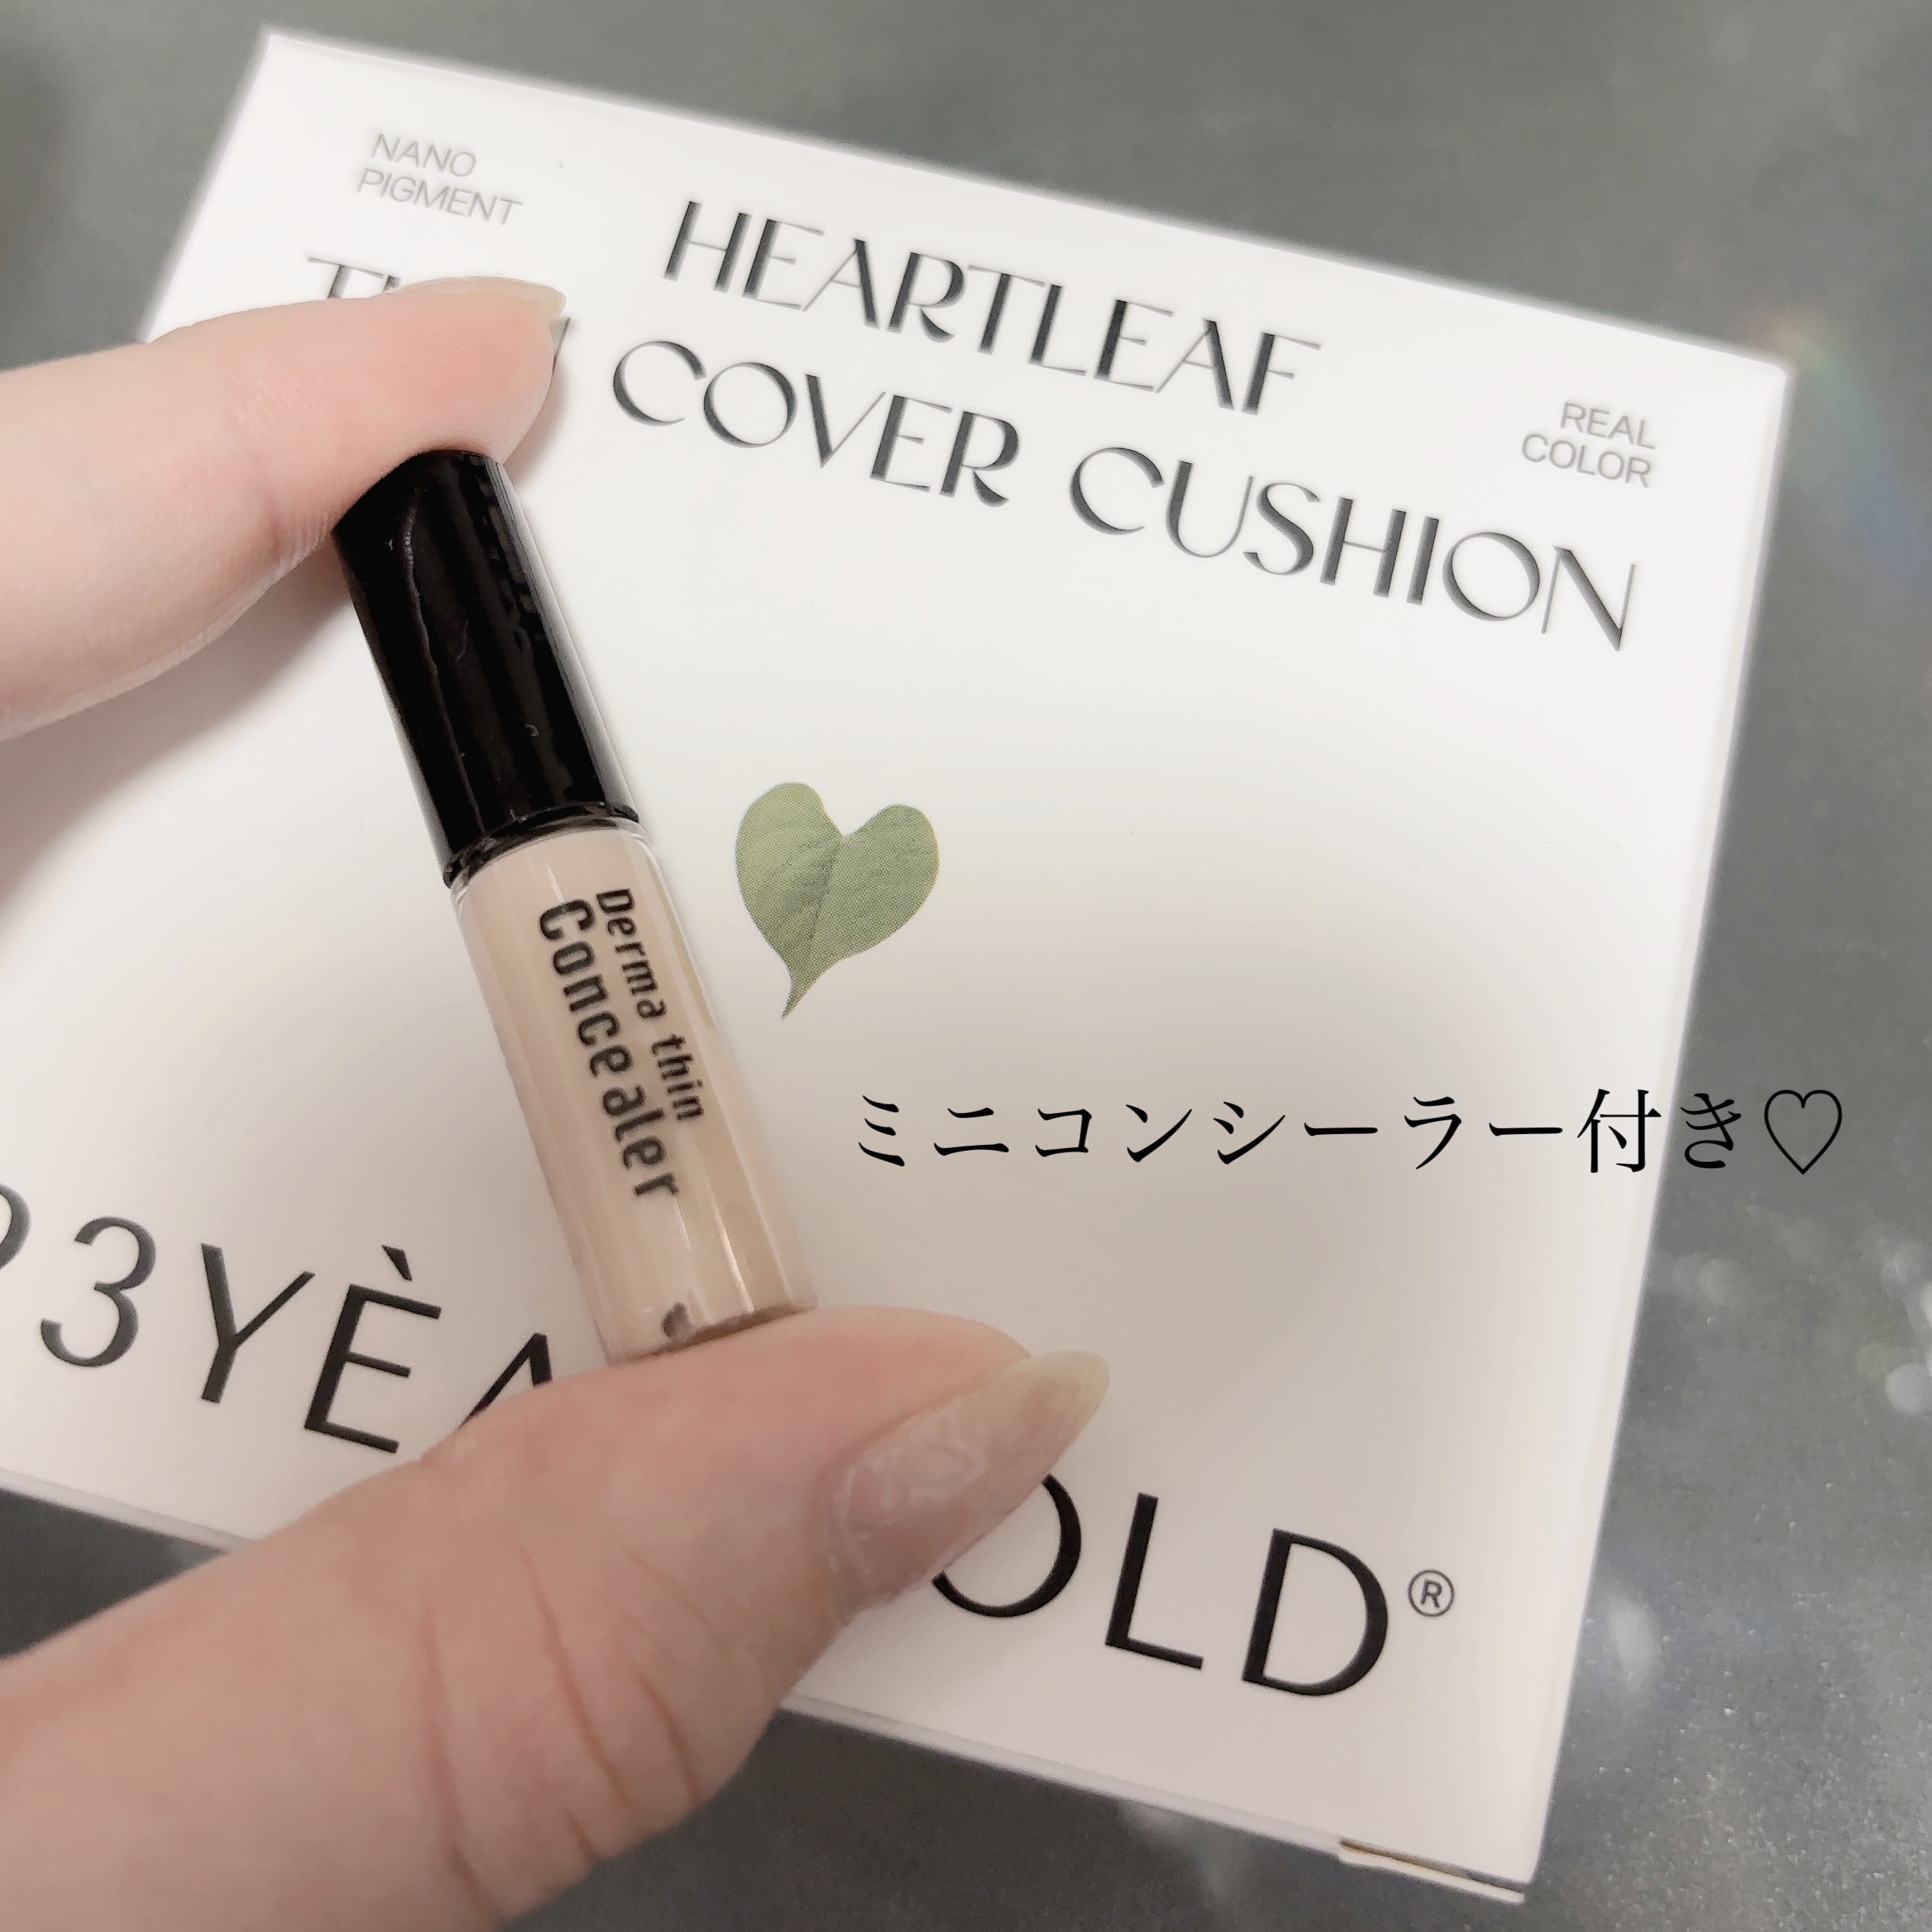 NANO
PIGMENT
HEARTLEAF
COVER CUSHION
REAL
COLOR
Derma thin
Concealer
ミニコンシーラー付き♡
OLD®